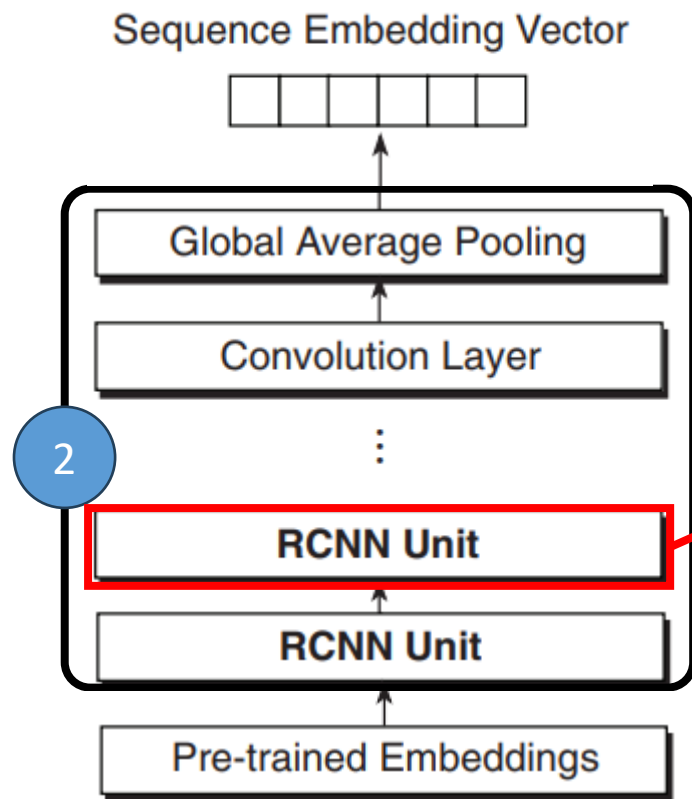 Sequence Embedding Vector
Global Average Pooling
Convolution Layer
⋮
2
RCNN Unit
RCNN Unit
Pre-trained Embeddings